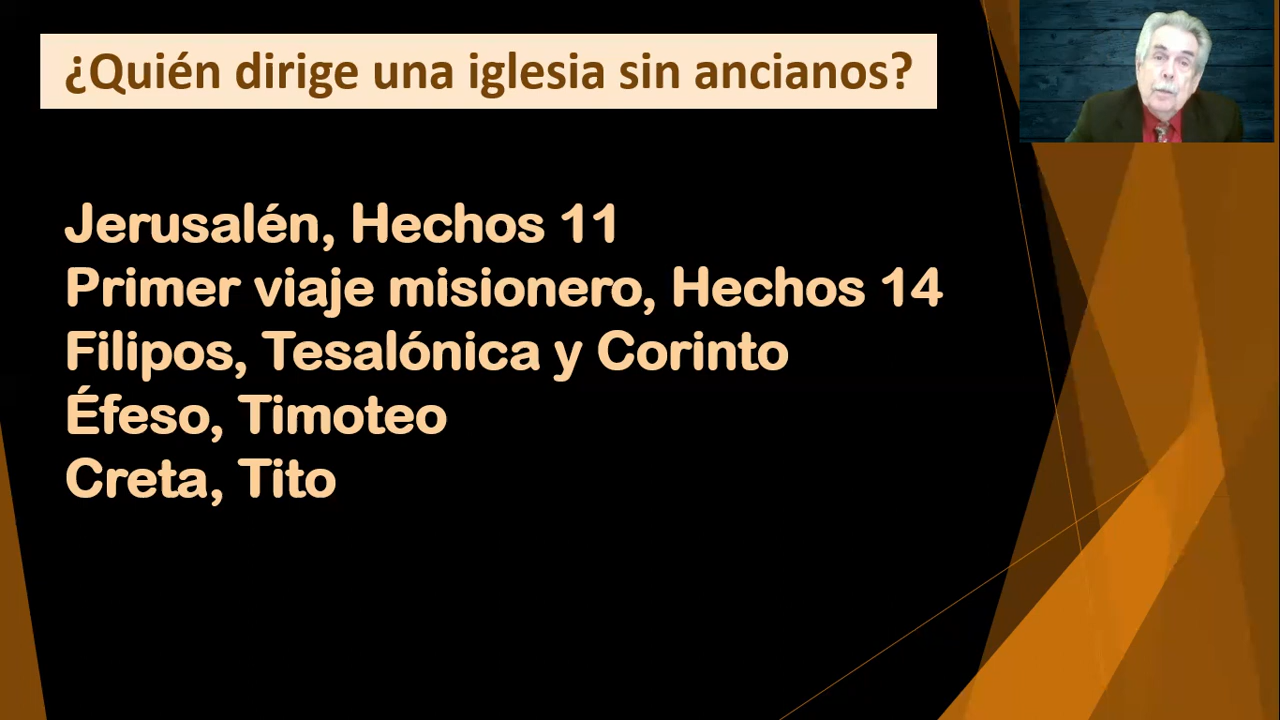 ¿Quién dirige una iglesia sin ancianos?
Jerusalén, Hechos 11
Primer viaje misionero, Hechos 14
Filipos, Tesalónica y Corinto
Éfeso, Timoteo
Creta, Tito